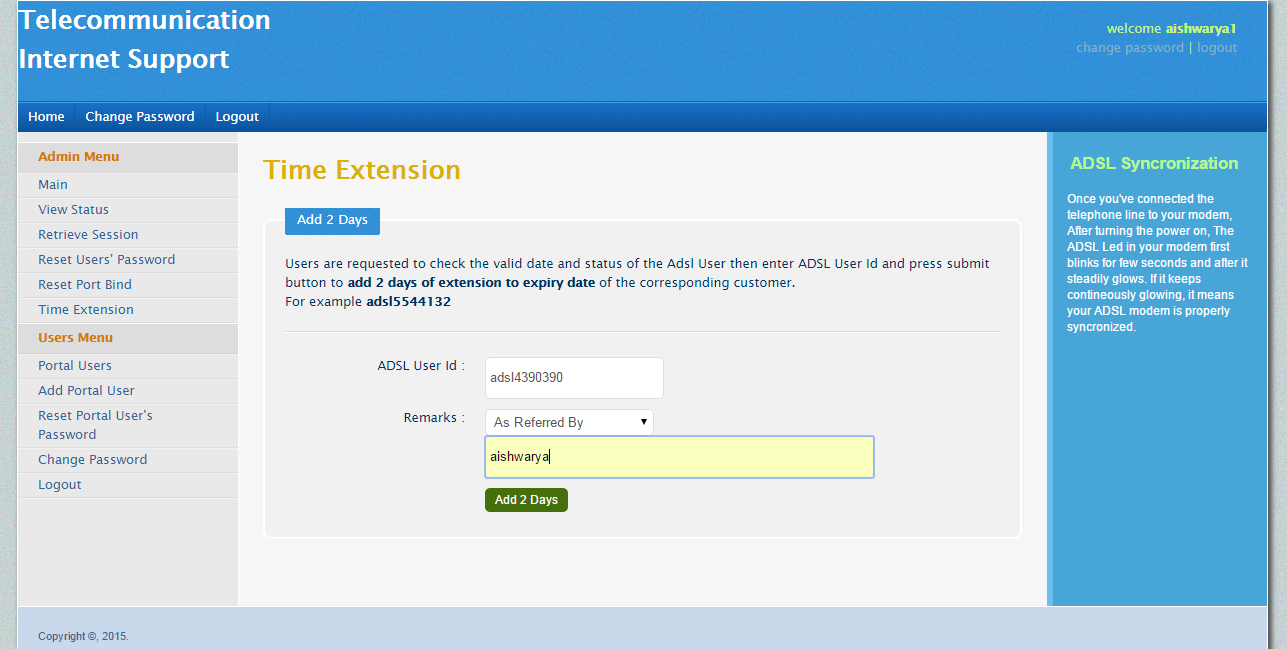 Telecommunication
Internet Support
welcome aishwarya1
change password | logout
Home Change Password Logout
Admin Menu
Main
View Status
Retrieve Session
Reset Users' Password
Reset Port Bind
Time Extension
Users Menu
Portal Users
Add Portal User
Reset Portal User's
Password
Change Password
Logout
Time Extension
Add 2 Days
Users are requested to check the valid date and status of the Adsl User then enter ADSL User Id and press submit
button to add 2 days of extension to expiry date of the corresponding customer.
For example adsl5544132
ADSL User Id :
adsl4390390
Remarks :
As Referred By
aishwarya
Add 2 Days
ADSL Syncronization
Once you've connected the
telephone line to your modem,
After turning the power on, The
ADSL Led in your modem first
blinks for few seconds and after it
steadily glows. If it keeps
contineously glowing, it means
your ADSL modem is properly
syncronized.
Copyright ©, 2015.